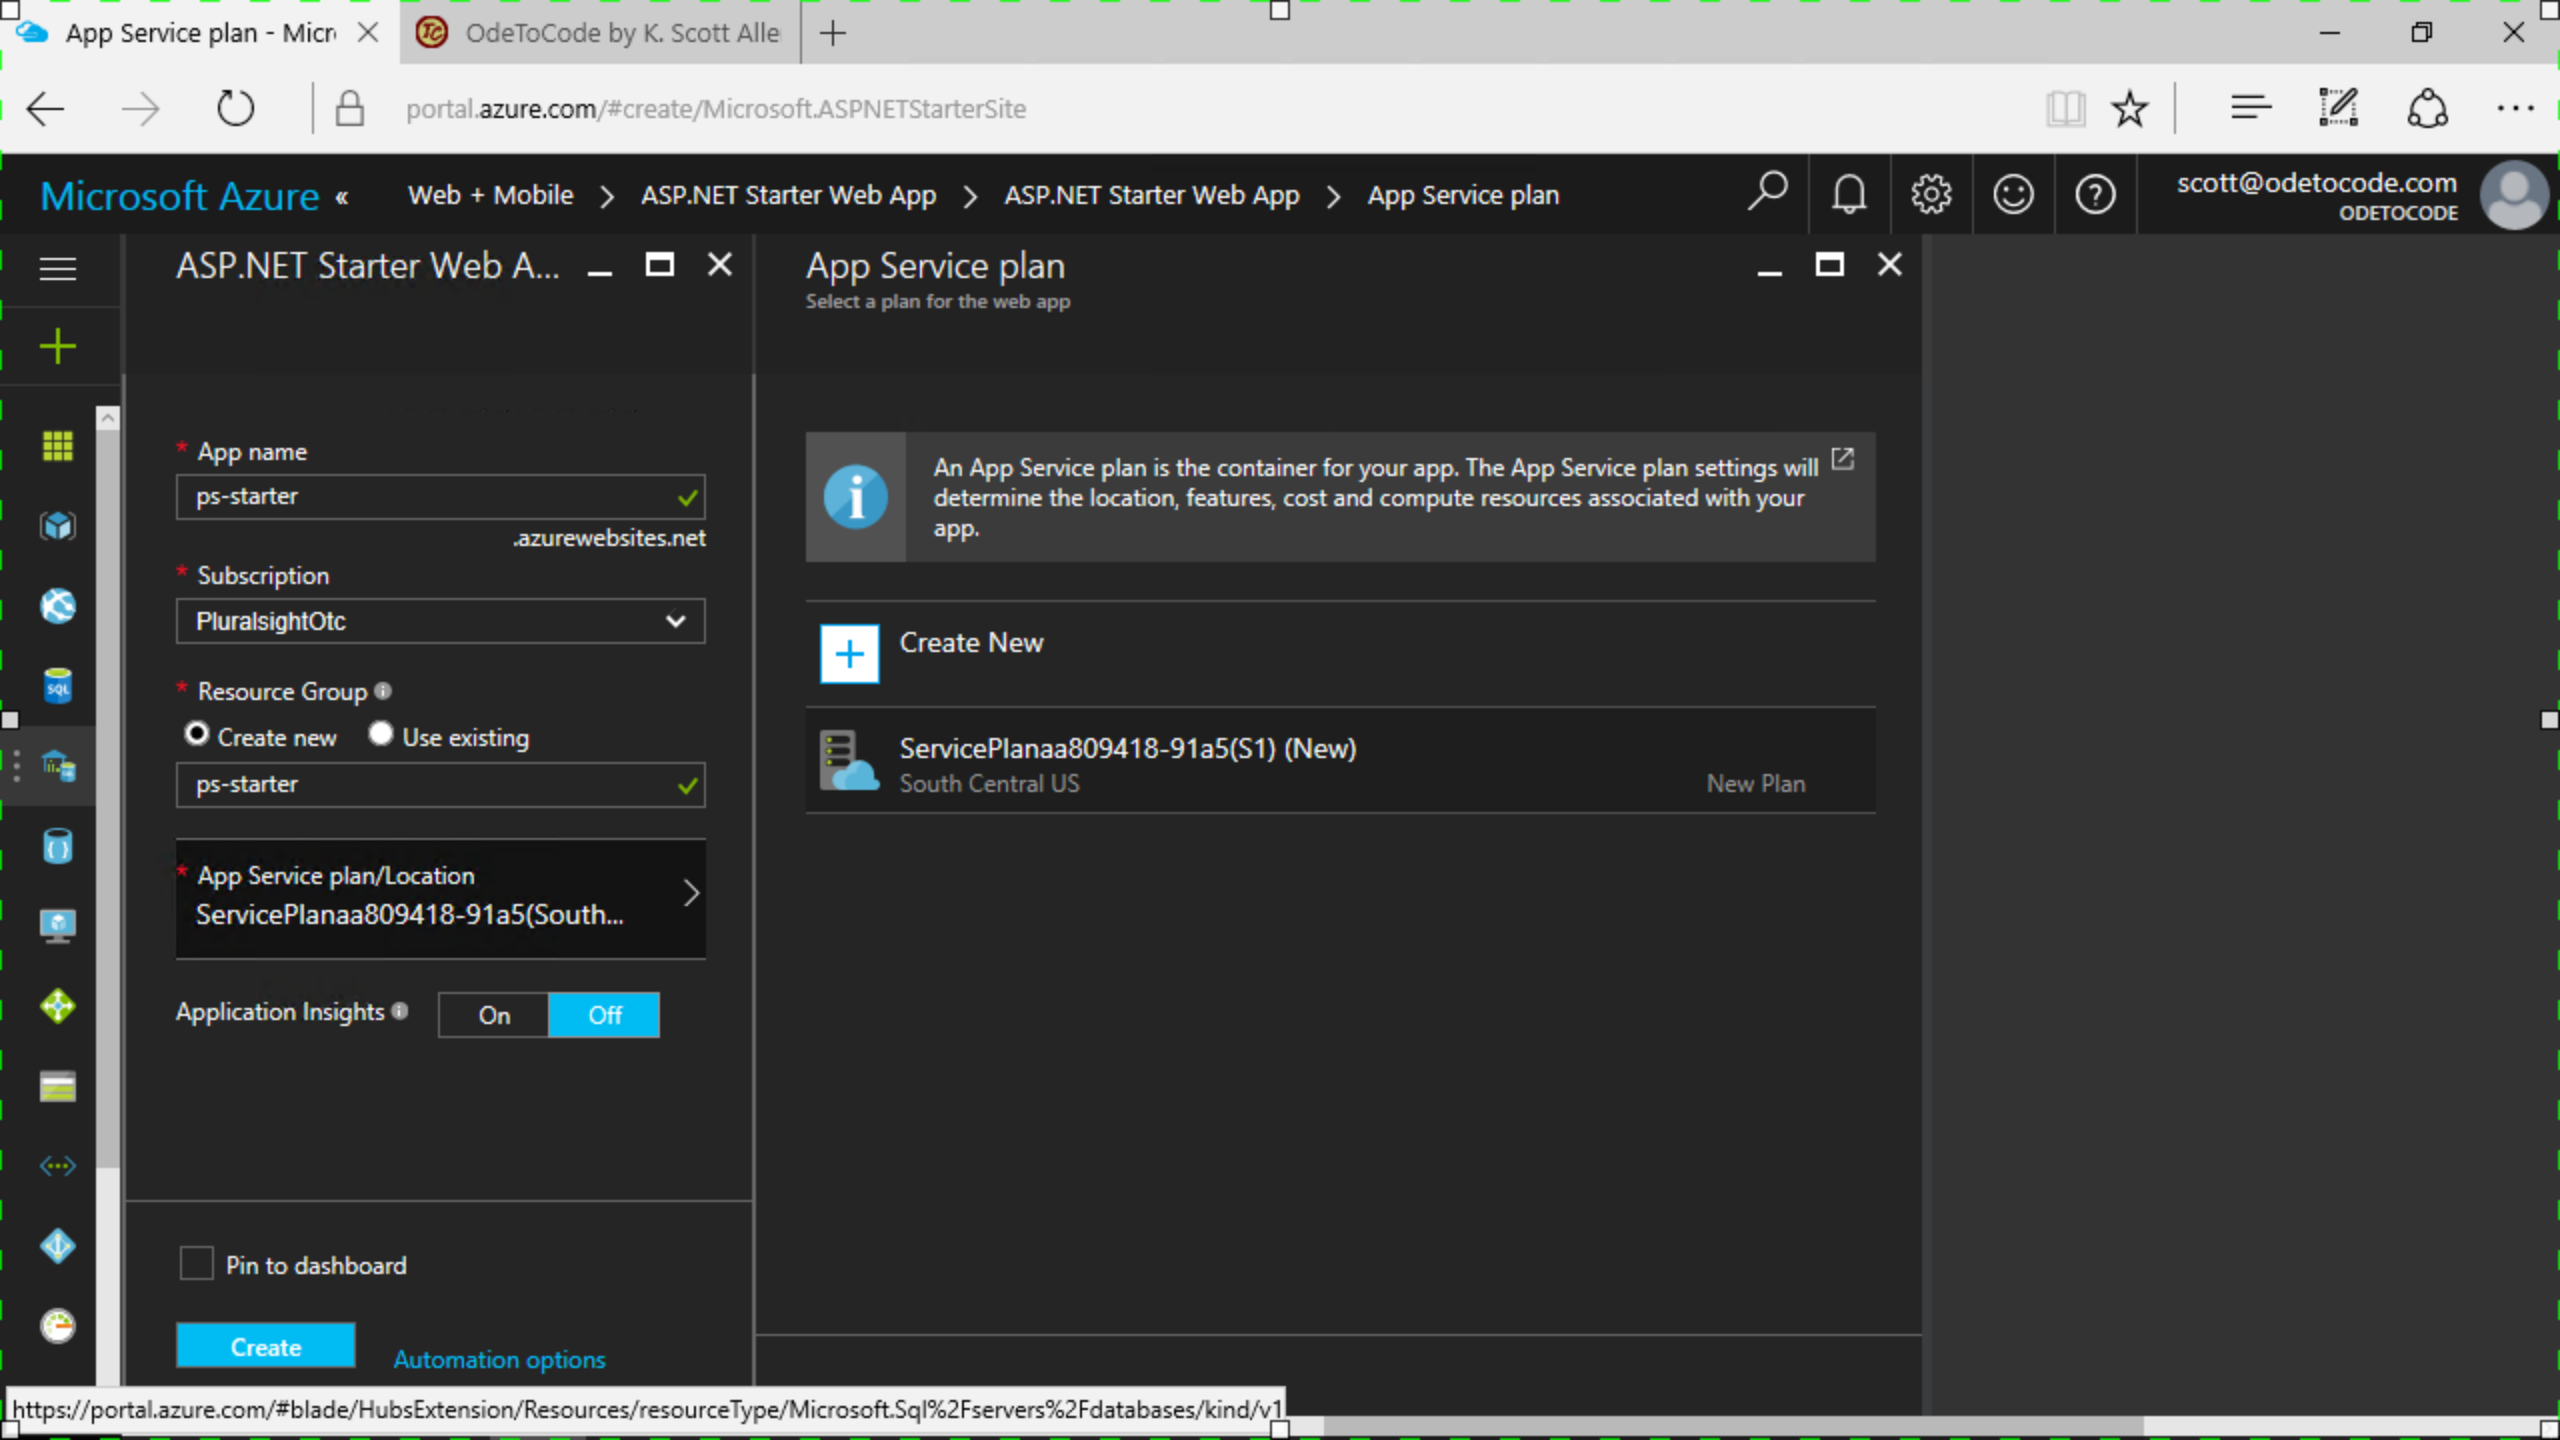 App Service plan - Micr
OdeToCode by K. Scott Alle
portal.azure.com/#create/Microsoft.ASPNETStarterSite
Microsoft Azure «
Web + Mobile > ASP.NET Starter Web App > ASP.NET Starter Web App > App Service plan
scott@odetocode.com
ODETOCODE
ASP.NET Starter Web A...
* App name
ps-starter
.azurewebsites.net
* Subscription
PluralsightOtc
* Resource Group
Create new
Use existing
ps-starter
* App Service plan/Location
ServicePlanaa809418-91a5(South...
Application Insights
On
Off
Pin to dashboard
Create
Automation options
App Service plan
Select a plan for the web app
An App Service plan is the container for your app. The App Service plan settings will
determine the location, features, cost and compute resources associated with your
app.
Create New
ServicePlanaa809418-91a5(S1) (New)
South Central US
New Plan
SQL
https://portal.azure.com/#blade/HubsExtension/Resources/resourceType/Microsoft.Sql%2Fservers%2Fdatabases/kind/v1